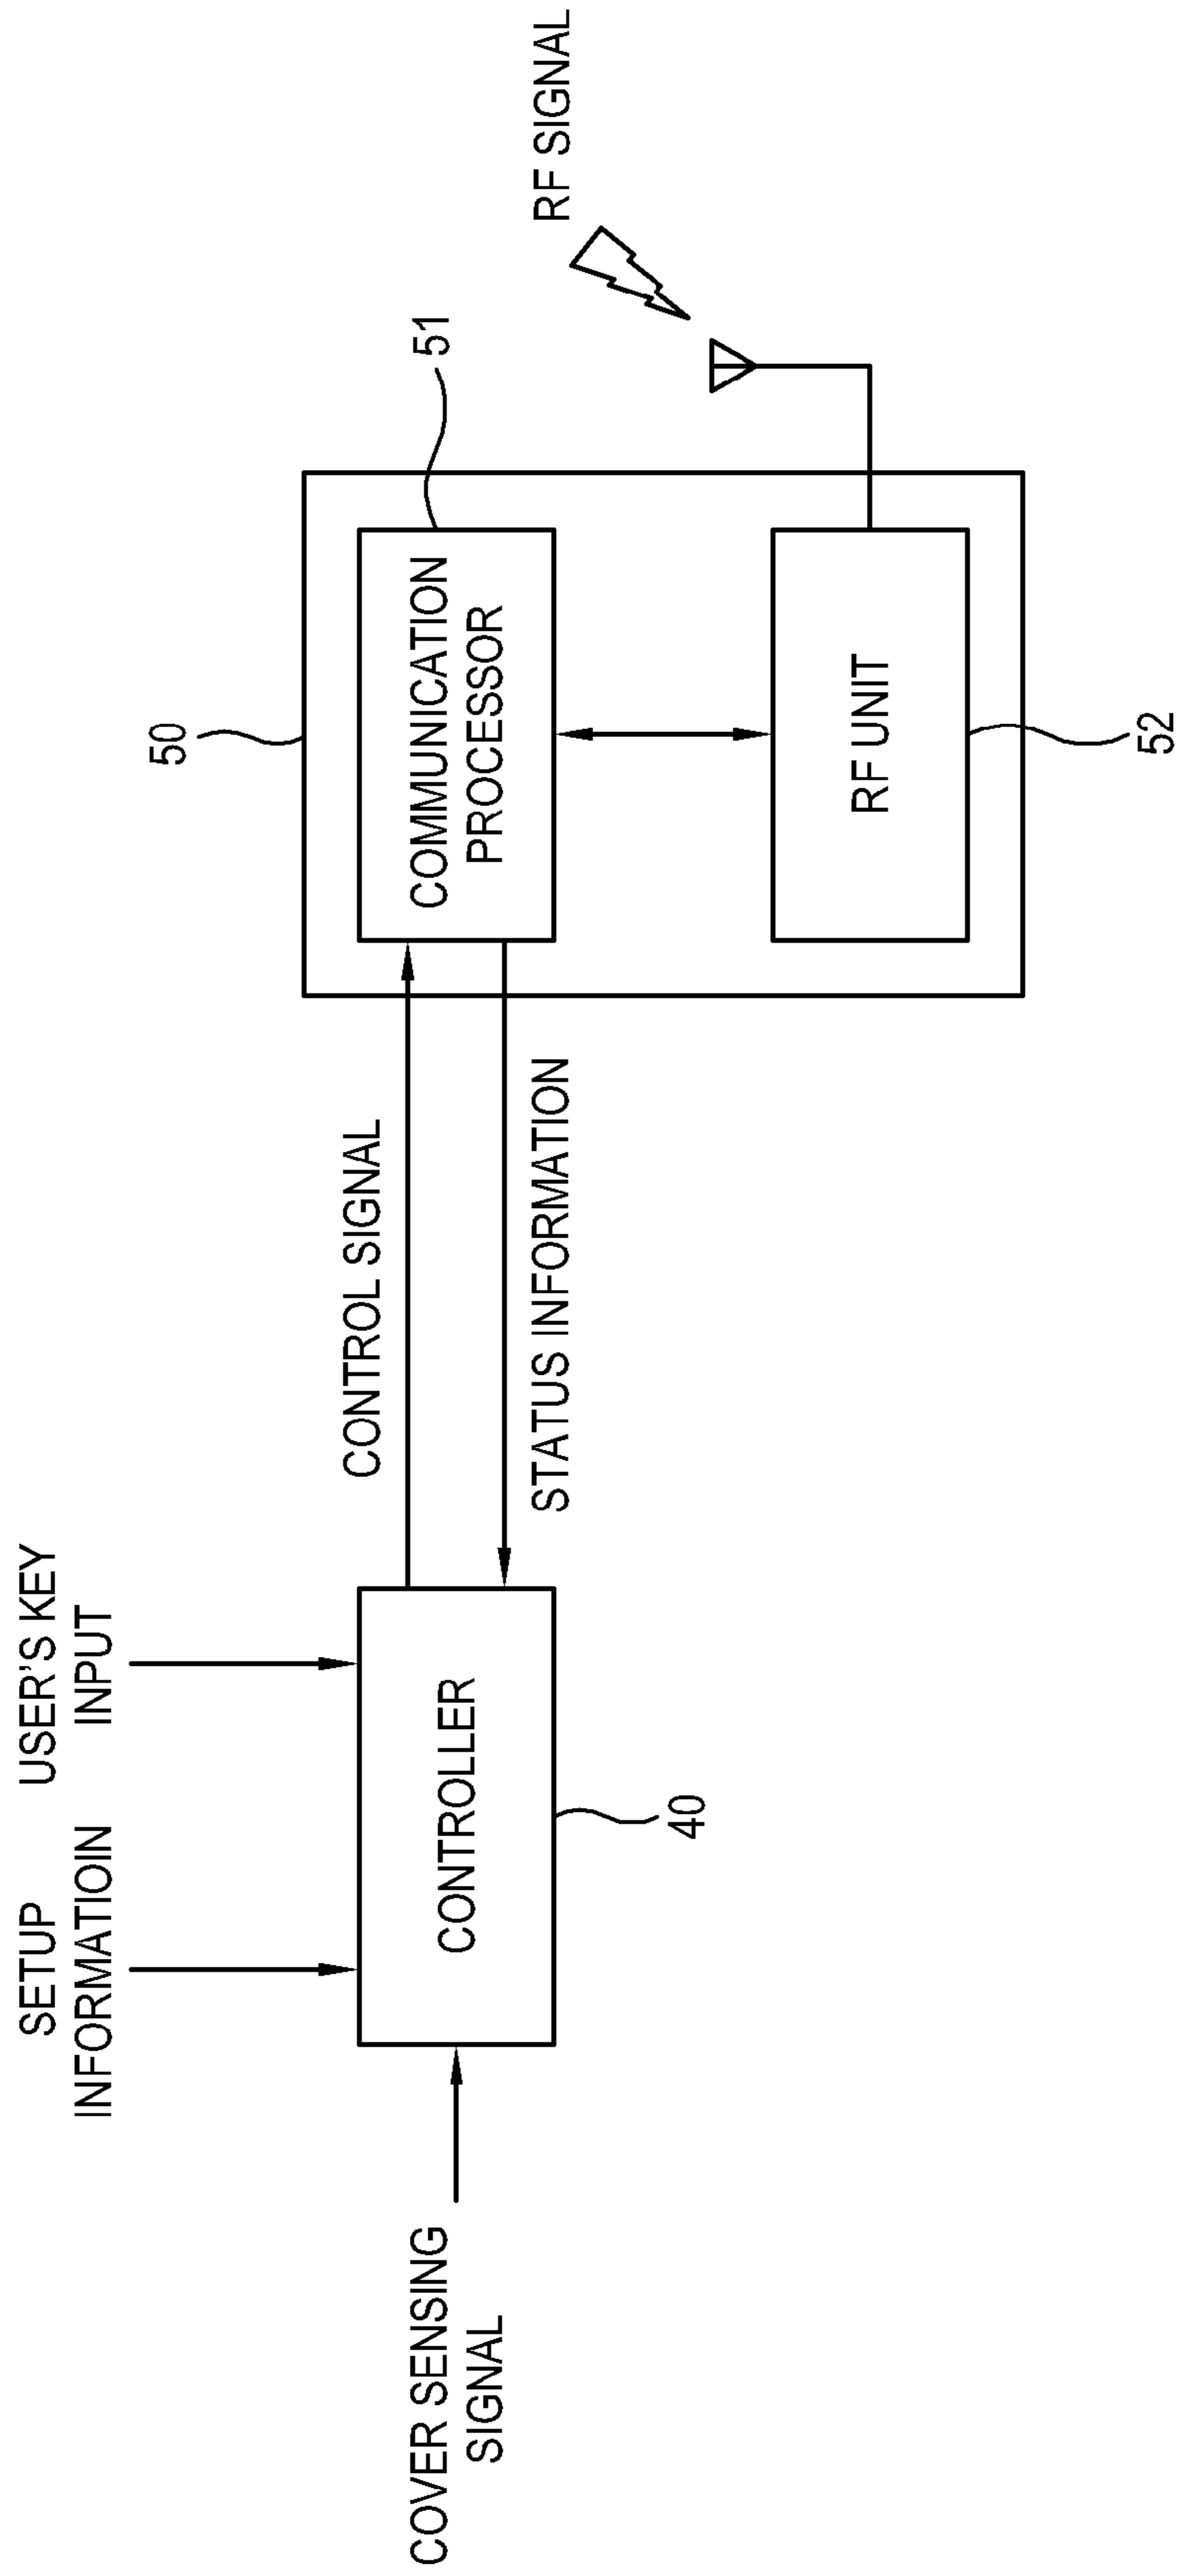 SETUP
INFORMATIOIN
USER'S KEY
INPUT
COVER SENSING
SIGNAL
CONTROLLER
40
CONTROL SIGNAL
STATUS INFORMATION
50
COMMUNICATION
PROCESSOR
51
RF UNIT
52
RF SIGNAL